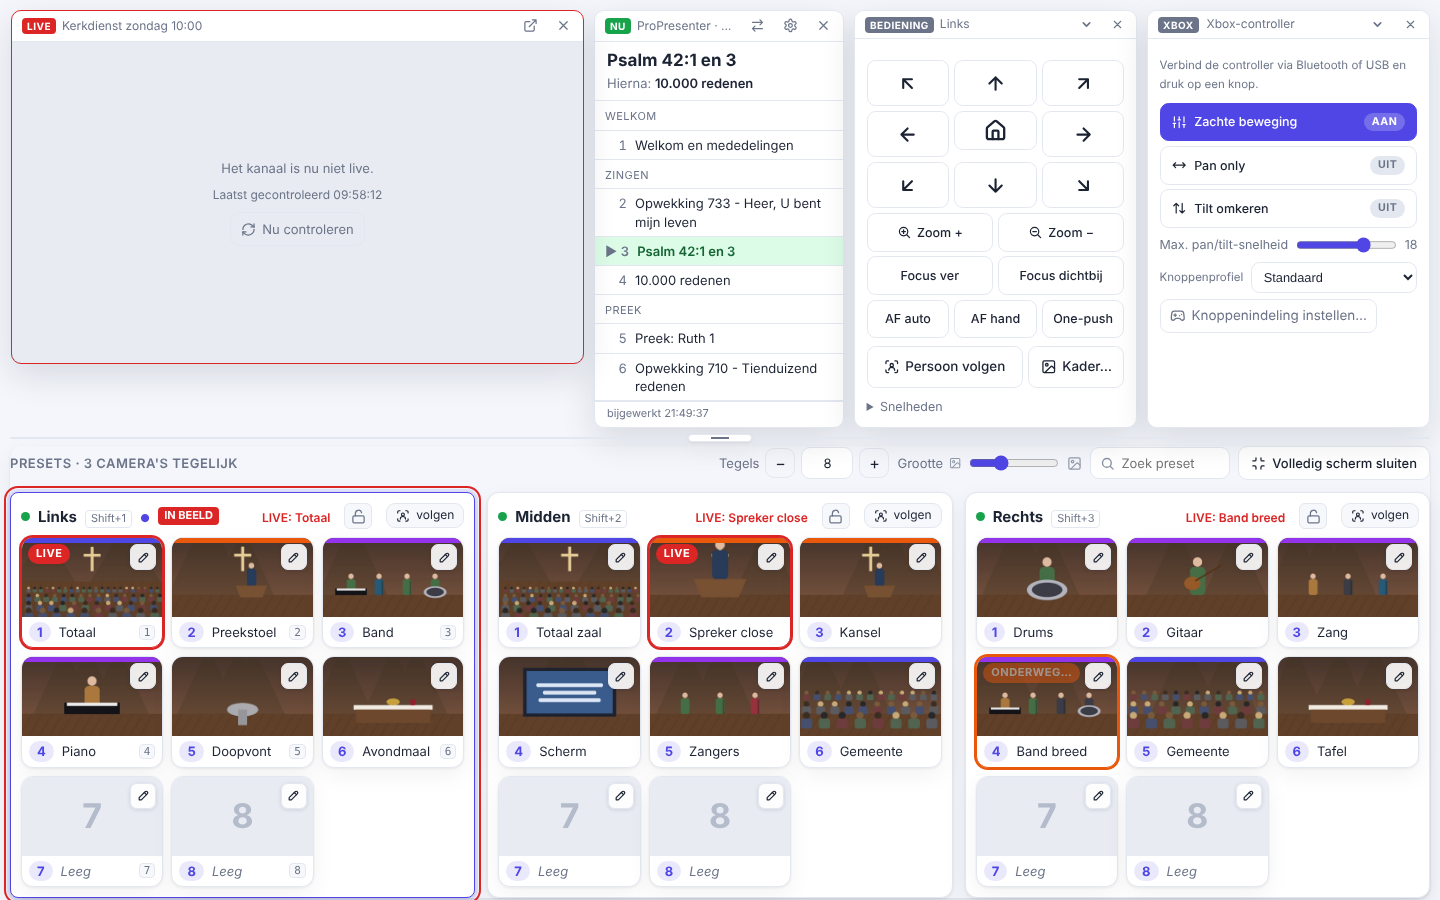 LIVE Kerkdienst zondag 10:00
Het kanaal is nu niet live.
Laatst gecontroleerd 09:58:12
Nu controleren
NU ProPresenter · ...
Psalm 42:1 en 3
Hierna: 10.000 redenen
WELKOM
1 Welkom en mededelingen
ZINGEN
2 Opwekking 733 - Heer, U bent
mijn leven
3 Psalm 42:1 en 3
4 10.000 redenen
PREEK
5 Preek: Ruth 1
6 Opwekking 710 - Tienduizend
redenen
bijgewerkt 21:49:37
BEDIENING Links
Zoom + Zoom −
Focus ver Focus dichtbij
AF auto AF hand One-push
Persoon volgen Kader...
Snelheden
XBOX Xbox-controller
Verbind de controller via Bluetooth of USB en
druk op een knop.
Zachte beweging AAN
Pan only UIT
Tilt omkeren UIT
Max. pan/tilt-snelheid 18
Knoppenprofiel Standaard
Knoppenindeling instellen...
PRESETS · 3 CAMERA'S TEGELIJK
Tegels − 8 + Grootte Zoek preset Volledig scherm sluiten
Links Shift+1 IN BEELD LIVE: Totaal volgen
LIVE
1 Totaal 1 2 Preekstoel 2 3 Band 3
4 Piano 4 5 Doopvont 5 6 Avondmaal 6
7 8
7 Leeg 7 8 Leeg 8
Midden Shift+2 LIVE: Spreker close volgen
LIVE
1 Totaal zaal 2 Spreker close 3 Kansel
4 Scherm 5 Zangers 6 Gemeente
7 8
7 Leeg 8 Leeg
Rechts Shift+3 LIVE: Band breed volgen
1 Drums 2 Gitaar 3 Zang
ONDERWEG...
4 Band breed 5 Gemeente 6 Tafel
7 8
7 Leeg 8 Leeg